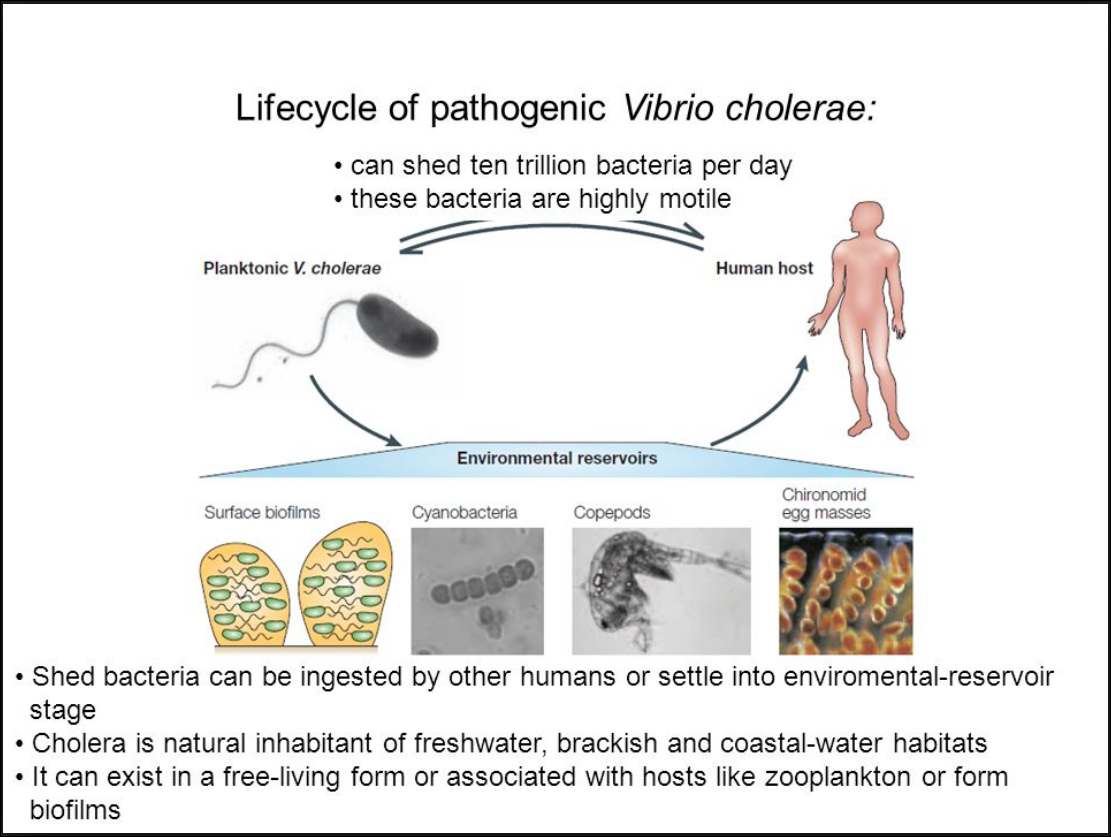 Lifecycle of pathogenic Vibrio cholerae:
• can shed ten trillion bacteria per day
• these bacteria are highly motile
Planktonic V. cholerae
Human host
Environmental reservoirs
Surface biofilms
Cyanobacteria
Copepods
Chironomid
egg masses
• Shed bacteria can be ingested by other humans or settle into enviromental-reservoir
stage
• Cholera is natural inhabitant of freshwater, brackish and coastal-water habitats
• It can exist in a free-living form or associated with hosts like zooplankton or form
biofilms